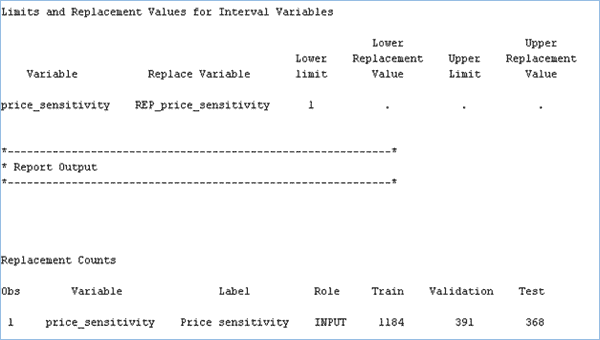 Limits and Replacement Values for Interval Variables
Lower Upper
Lower Replacement Upper Replacement
Variable Replace Variable limit Value Limit Value
price_sensitivity REP_price_sensitivity 1 . . .
*------------------------------------------------------------*
* Report Output
*------------------------------------------------------------*
Replacement Counts
Obs Variable Label Role Train Validation Test
1 price_sensitivity Price sensitivity INPUT 1184 391 368